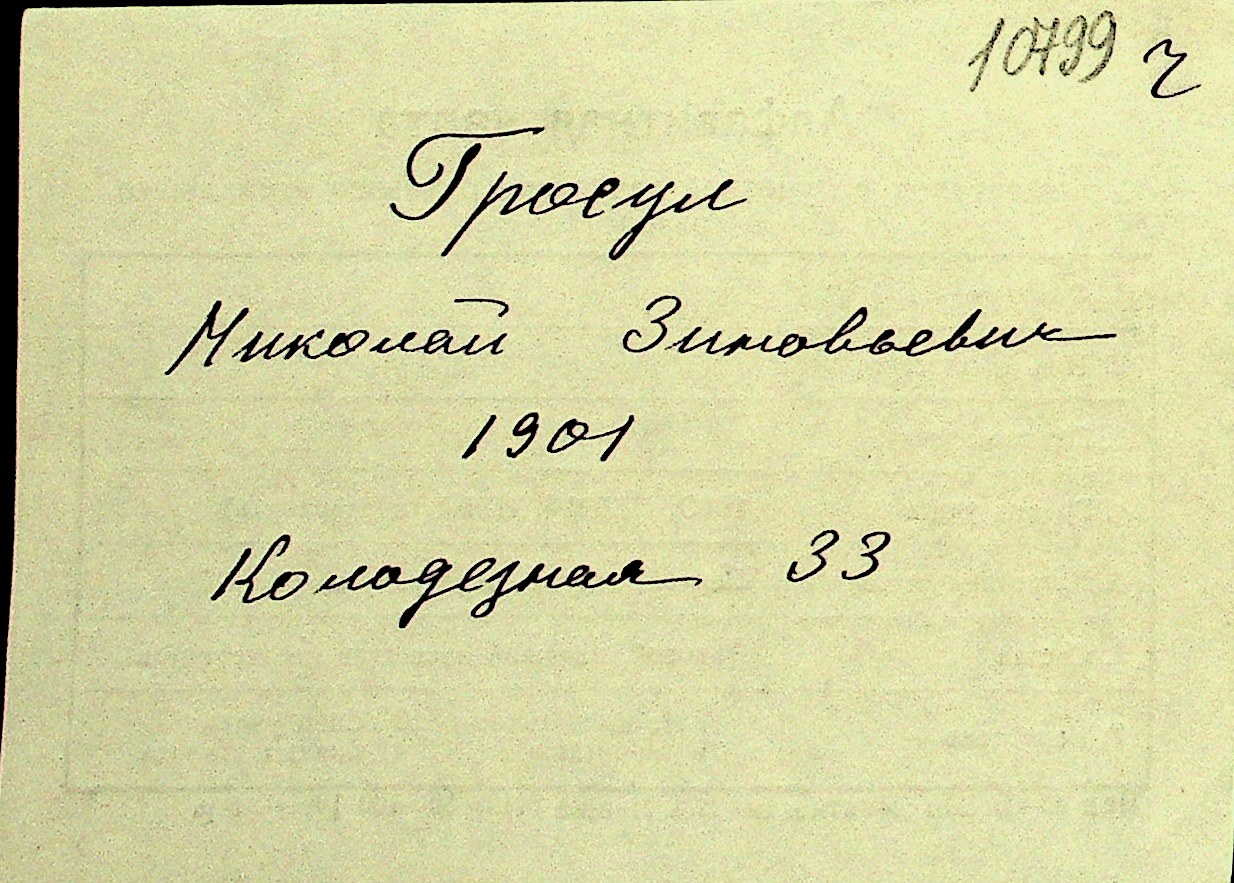 10799 ч
Гросул
Николай Зиновьевич
1901
Колодезная 33